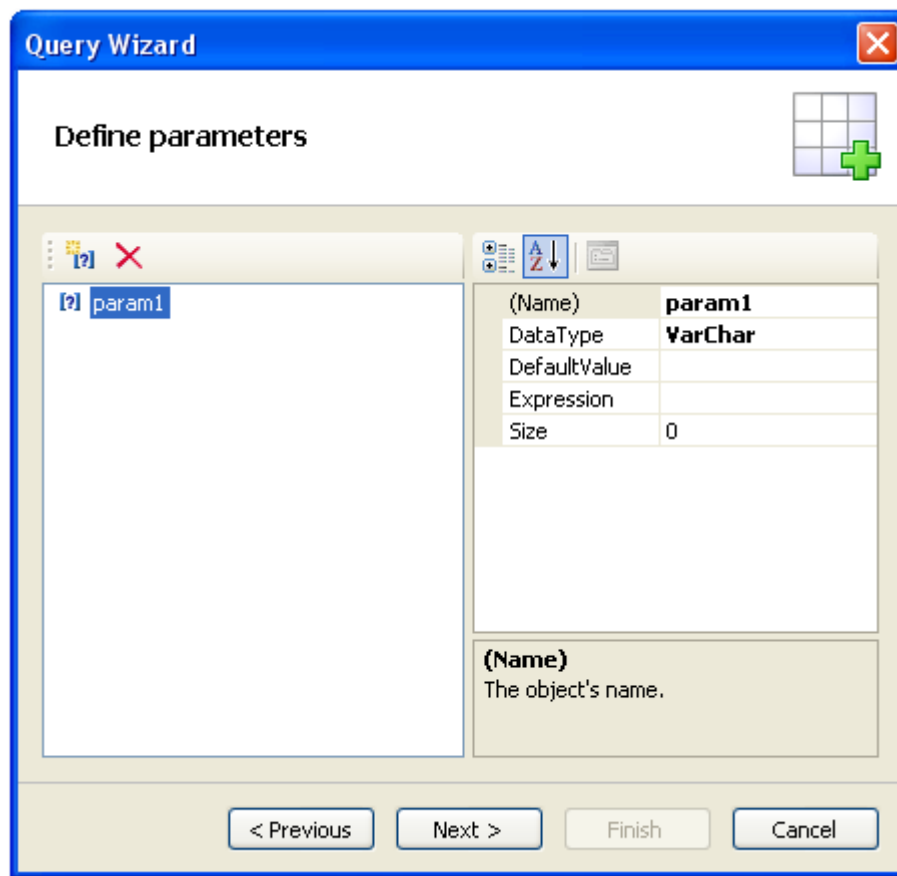 Query Wizard
Define parameters
[?]
A
Z
[?] param1
(Name) param1
DataType VarChar
DefaultValue
Expression
Size 0
(Name)
The object's name.
< Previous Next > Finish Cancel